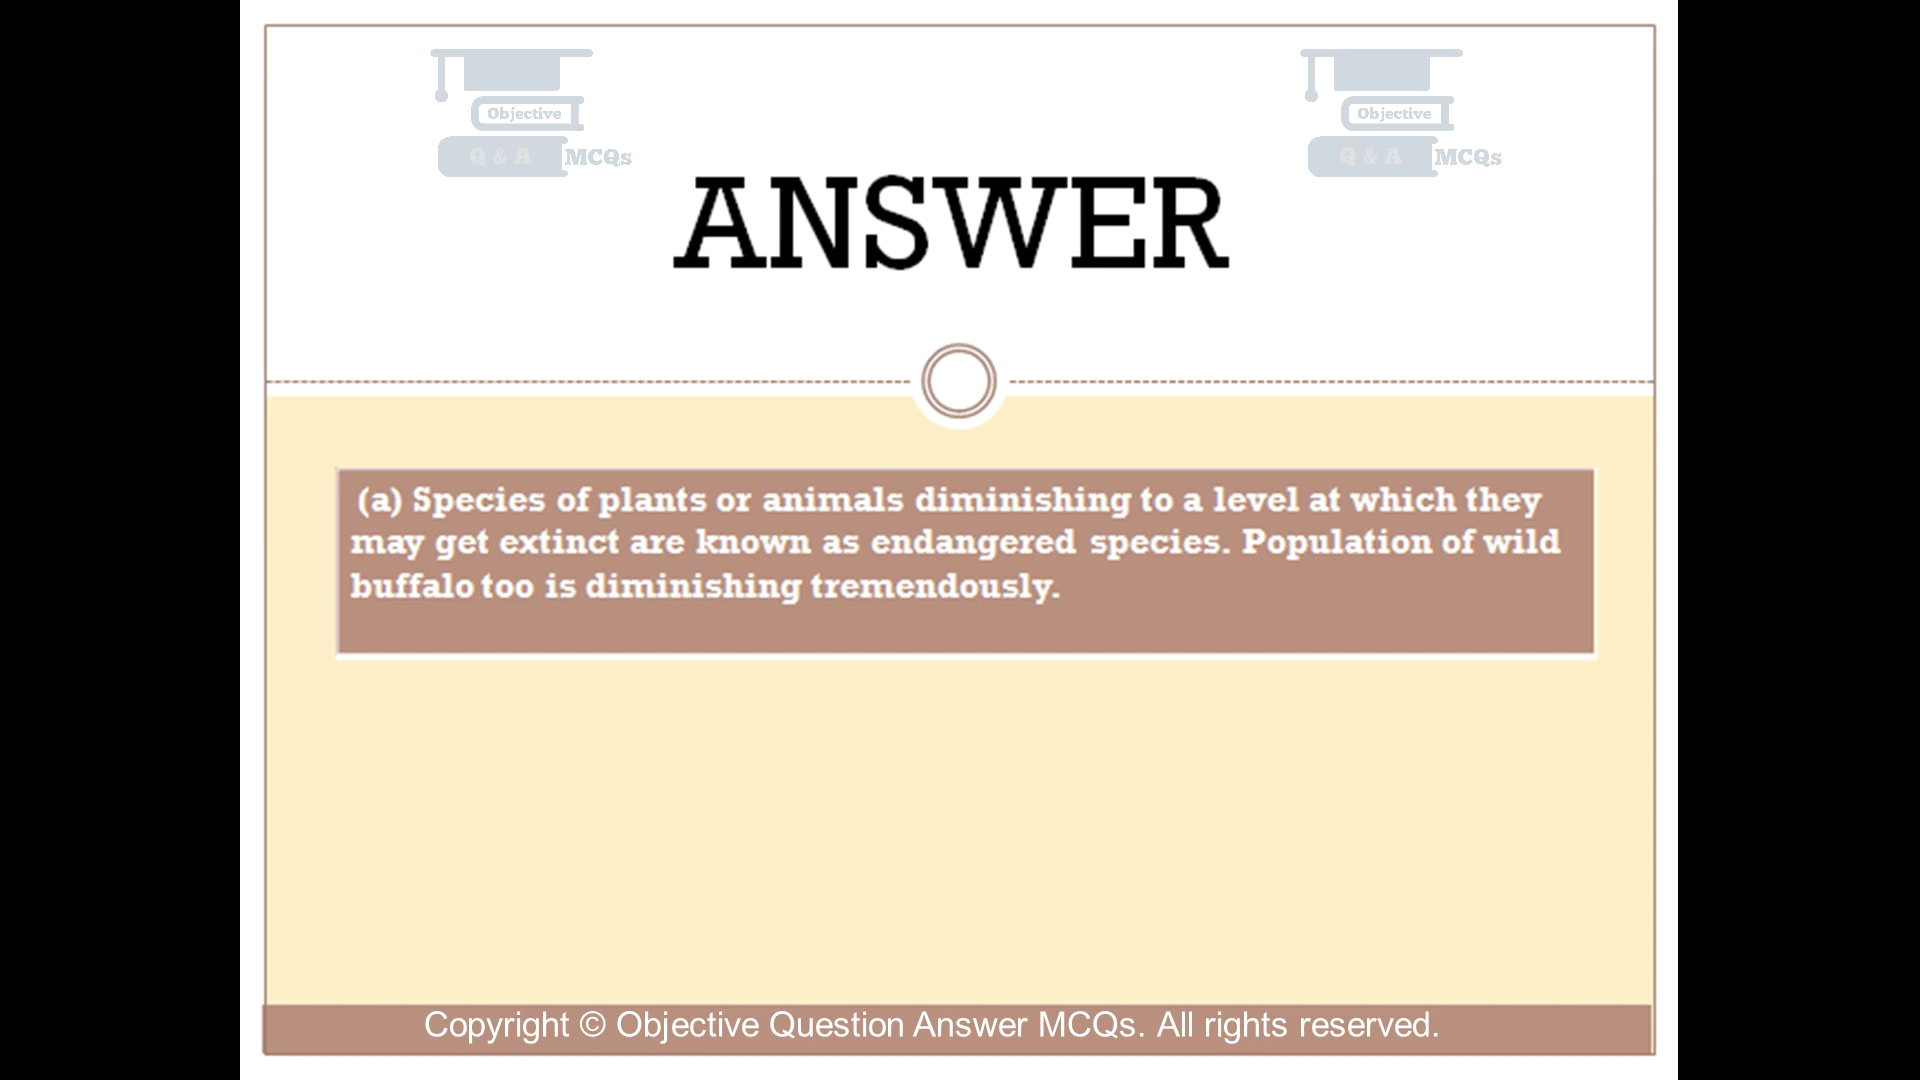 Objective
Q & A MCQs
Objective
Q & A MCQs
ANSWER
(a) Species of plants or animals diminishing to a level at which they
may get extinct are known as endangered species. Population of wild
buffalo too is diminishing tremendously.
Copyright © Objective Question Answer MCQs. All rights reserved.